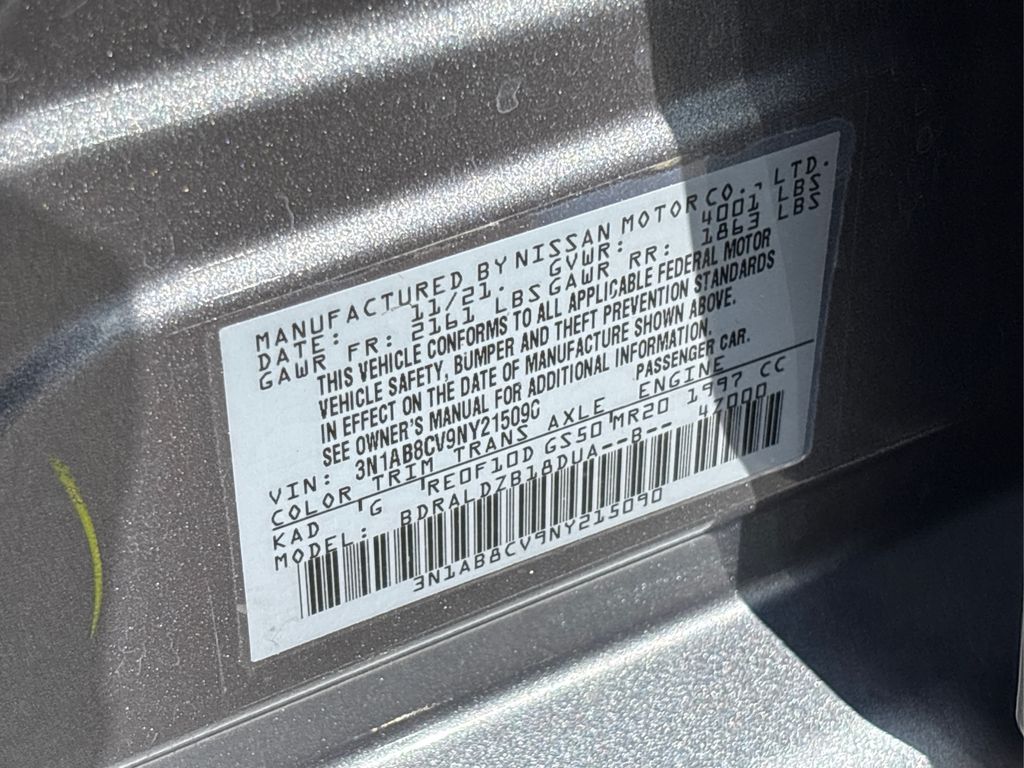 MANUFACTURED BY NISSAN MOTOR CO., LTD.
DATE: 11/21. GVWR: 4001 LBS
GAWR FR: 2161 LBS GAWR RR: 1863 LBS
THIS VEHICLE CONFORMS TO ALL APPLICABLE FEDERAL MOTOR
VEHICLE SAFETY, BUMPER AND THEFT PREVENTION STANDARDS
IN EFFECT ON THE DATE OF MANUFACTURE SHOWN ABOVE.
SEE OWNER'S MANUAL FOR ADDITIONAL INFORMATION.
VIN: 3N1AB8CV9NY215090 PASSENGER CAR.
COLOR TRIM TRANS AXLE ENGINE
KAD G RE0F10D GS50 MR20 1997 CC
MODEL: BDRALDZB18DUA--B-- 47000
3N1AB8CV9NY215090